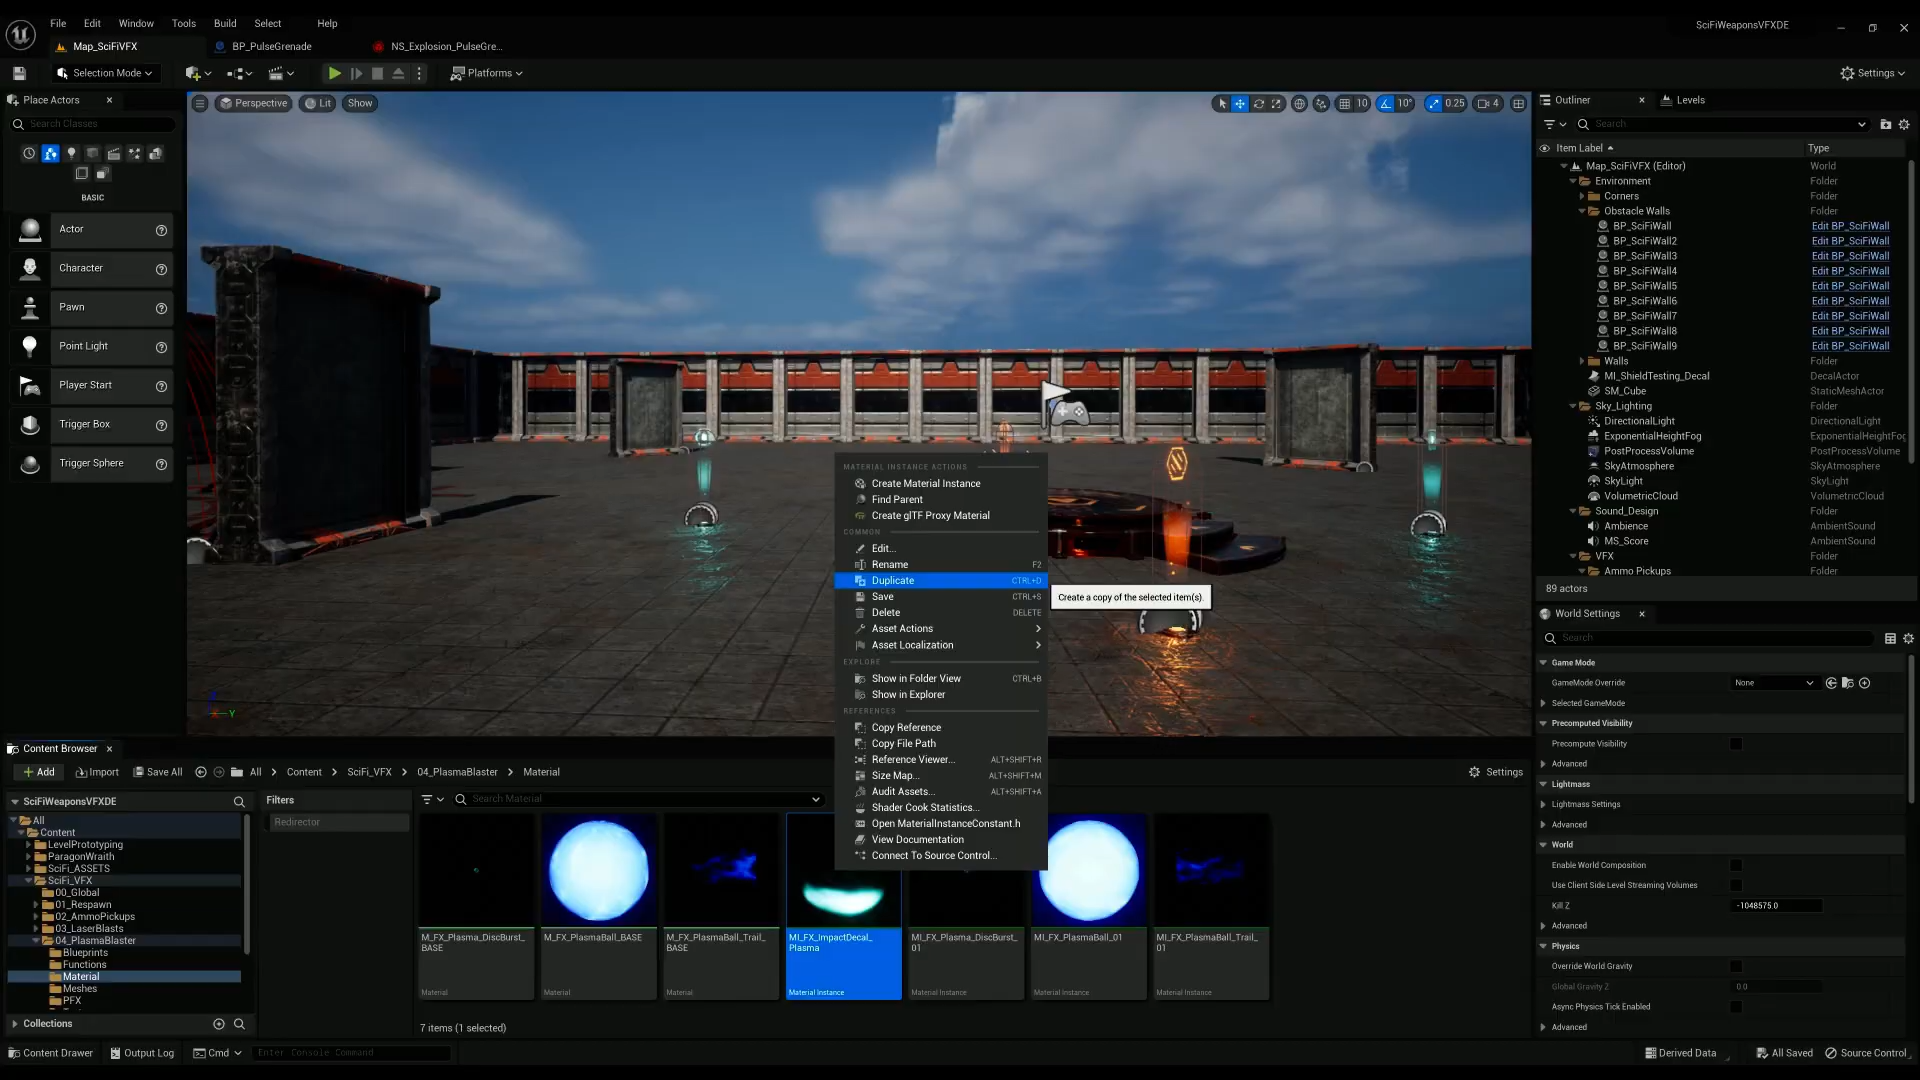 File Edit Window Tools Build Select Help
SciFiWeaponsVFXDE
Map_SciFiVFX
BP_PulseGrenade
NS_Explosion_PulseGre...
Selection Mode
Platforms
Settings
Place Actors
Search Classes
BASIC
Actor
Character
Pawn
Point Light
Player Start
Trigger Box
Trigger Sphere
Perspective
Lit
Show
10
10°
0.25
4
MATERIAL INSTANCE ACTIONS
Create Material Instance
Find Parent
Create glTF Proxy Material
COMMON
Edit...
Rename F2
Duplicate CTRL+D
Save CTRL+S
Delete DELETE
Asset Actions
Asset Localization
EXPLORE
Show in Folder View CTRL+B
Show in Explorer
REFERENCES
Copy Reference
Copy File Path
Reference Viewer... ALT+SHIFT+R
Size Map... ALT+SHIFT+M
Audit Assets... ALT+SHIFT+A
Shader Cook Statistics...
Open MaterialInstanceConstant.h
View Documentation
Connect To Source Control...
Create a copy of the selected item(s).
Outliner
Levels
Search
Item Label Type
Map_SciFiVFX (Editor) World
Environment Folder
Corners Folder
Obstacle Walls Folder
BP_SciFiWall Edit BP_SciFiWall
BP_SciFiWall2 Edit BP_SciFiWall
BP_SciFiWall3 Edit BP_SciFiWall
BP_SciFiWall4 Edit BP_SciFiWall
BP_SciFiWall5 Edit BP_SciFiWall
BP_SciFiWall6 Edit BP_SciFiWall
BP_SciFiWall7 Edit BP_SciFiWall
BP_SciFiWall8 Edit BP_SciFiWall
BP_SciFiWall9 Edit BP_SciFiWall
Walls Folder
MI_ShieldTesting_Decal DecalActor
SM_Cube StaticMeshActor
Sky_Lighting Folder
DirectionalLight DirectionalLight
ExponentialHeightFog ExponentialHeightFog
PostProcessVolume PostProcessVolume
SkyAtmosphere SkyAtmosphere
SkyLight SkyLight
VolumetricCloud VolumetricCloud
Sound_Design Folder
Ambience AmbientSound
MS_Score AmbientSound
VFX Folder
Ammo Pickups Folder
89 actors
World Settings
Search
Game Mode
GameMode Override None
Selected GameMode
Precomputed Visibility
Precompute Visibility
Advanced
Lightmass
Lightmass Settings
Advanced
World
Enable World Composition
Use Client Side Level Streaming Volumes
Kill Z -1048575.0
Advanced
Physics
Override World Gravity
Global Gravity Z 0.0
Async Physics Tick Enabled
Advanced
Content Browser
Add
Import
Save All
All
Content
SciFi_VFX
04_PlasmaBlaster
Material
Settings
SciFiWeaponsVFXDE
All
Content
LevelPrototyping
ParagonWraith
SciFi_ASSETS
SciFi_VFX
00_Global
01_Respawn
02_AmmoPickups
03_LaserBlasts
04_PlasmaBlaster
Blueprints
Functions
Material
Meshes
PFX
Collections
Filters
Redirector
Search Material
M_FX_Plasma_DiscBurst_
BASE
Material
M_FX_PlasmaBall_BASE
Material
M_FX_PlasmaBall_Trail_
BASE
Material
MI_FX_ImpactDecal_
Plasma
Material Instance
MI_FX_Plasma_DiscBurst_
01
Material Instance
MI_FX_PlasmaBall_01
Material Instance
MI_FX_PlasmaBall_Trail_
01
Material Instance
7 items (1 selected)
Content Drawer
Output Log
Cmd
Enter Console Command
Derived Data
All Saved
Source Control